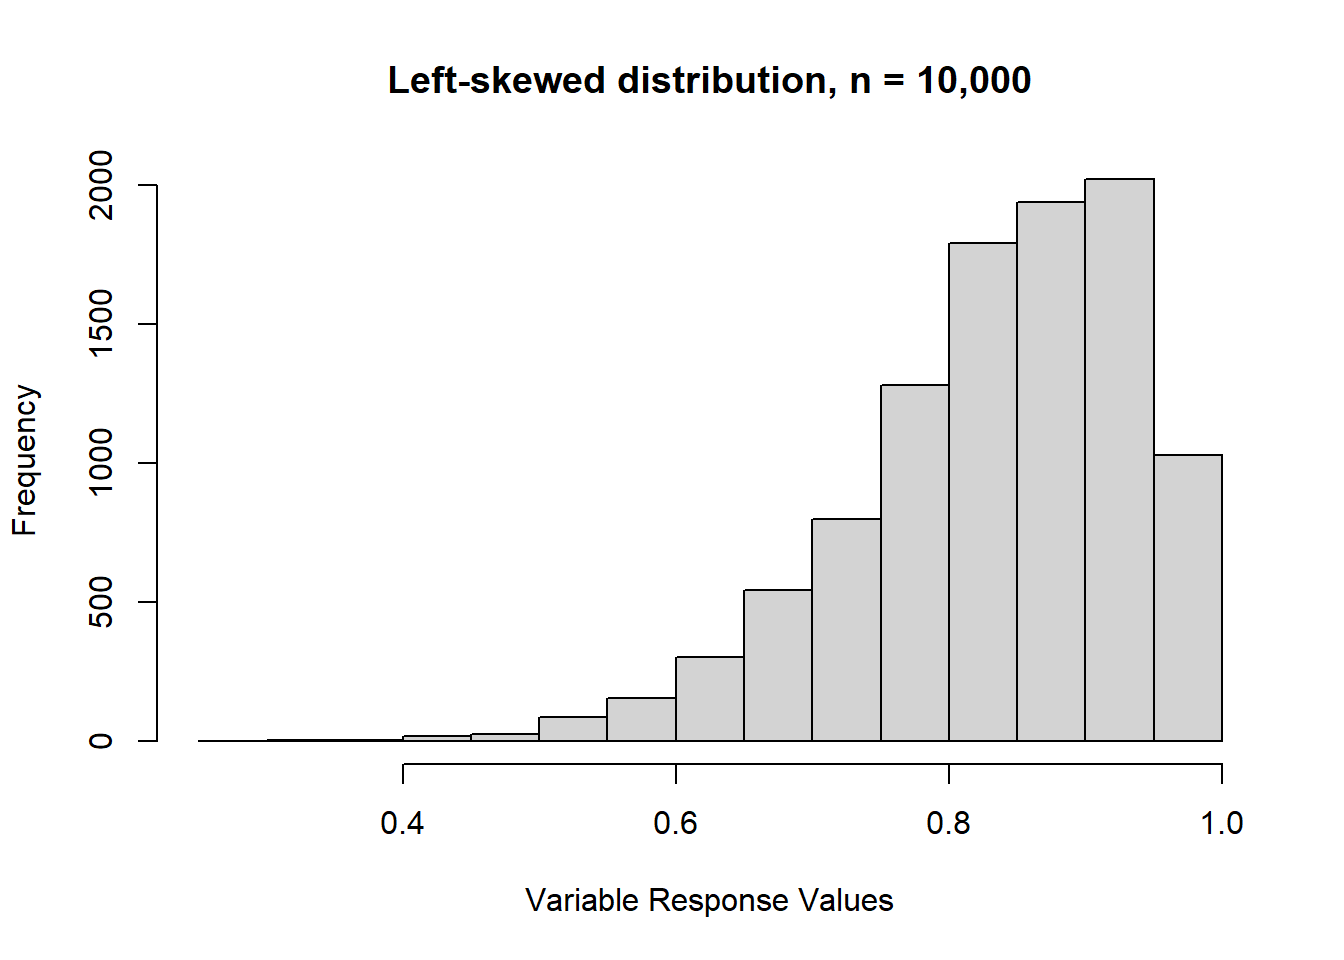 Left-skewed distribution, n = 10,000
Frequency
2000
1500
1000
500
0
0.4 0.6 0.8 1.0
Variable Response Values